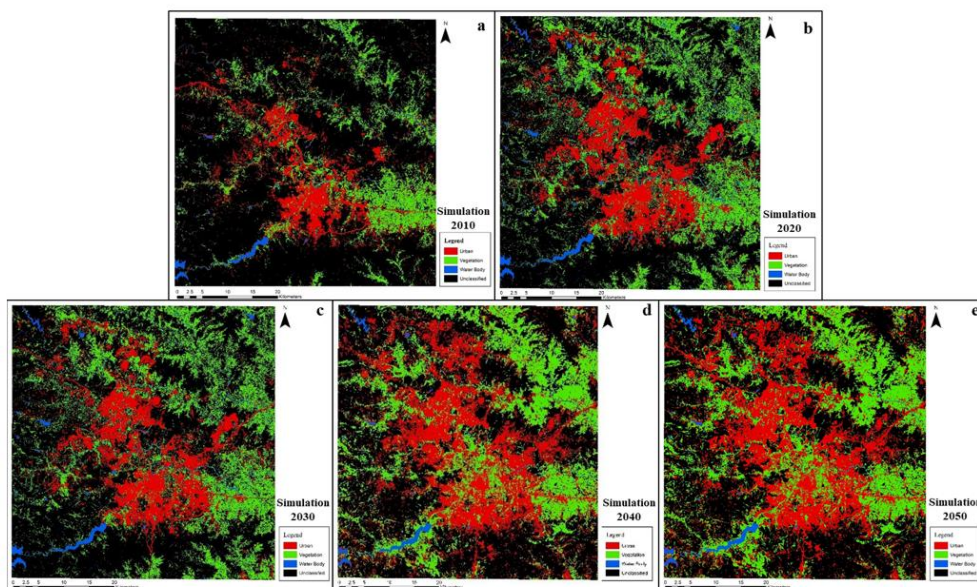 N
a
Simulation
2010
Legend
Urban
Vegetation
Water Body
Unclassified
0 2.5 5 10 15 20
Kilometers
N
b
Simulation
2020
Legend
Urban
Vegetation
Water Body
Unclassified
0 2.5 5 10 15 20
Kilometers
N
c
Simulation
2030
Legend
Urban
Vegetation
Water Body
Unclassified
0 2.5 5 10 15 20
N
d
Simulation
2040
Legend
Vegetation
Water Body
Unclassified
0 2.5 5 10 15 20
N
e
Simulation
2050
Legend
Urban
Vegetation
Water Body
Unclassified
0 2.5 5 10 15 20